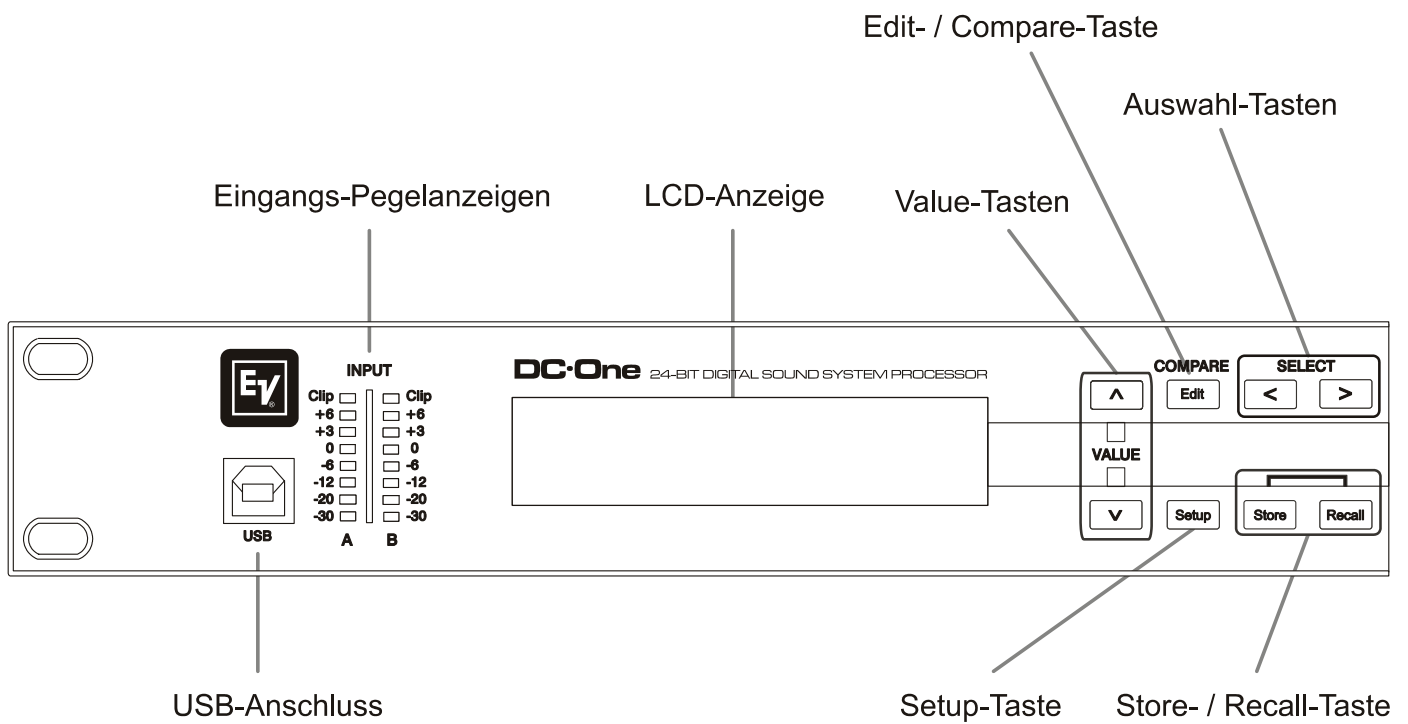 Edit- / Compare-Taste
Auswahl-Tasten
Eingangs-Pegelanzeigen
LCD-Anzeige
Value-Tasten
EV®
INPUT
DC·One 24-BIT DIGITAL SOUND SYSTEM PROCESSOR
COMPARE
SELECT
Clip Clip
+6 +6
+3 +3
0 0
-6 -6
-12 -12
-20 -20
-30 -30
A B
USB
^
Edit
< >
VALUE
v
Setup
Store Recall
USB-Anschluss
Setup-Taste
Store- / Recall-Taste